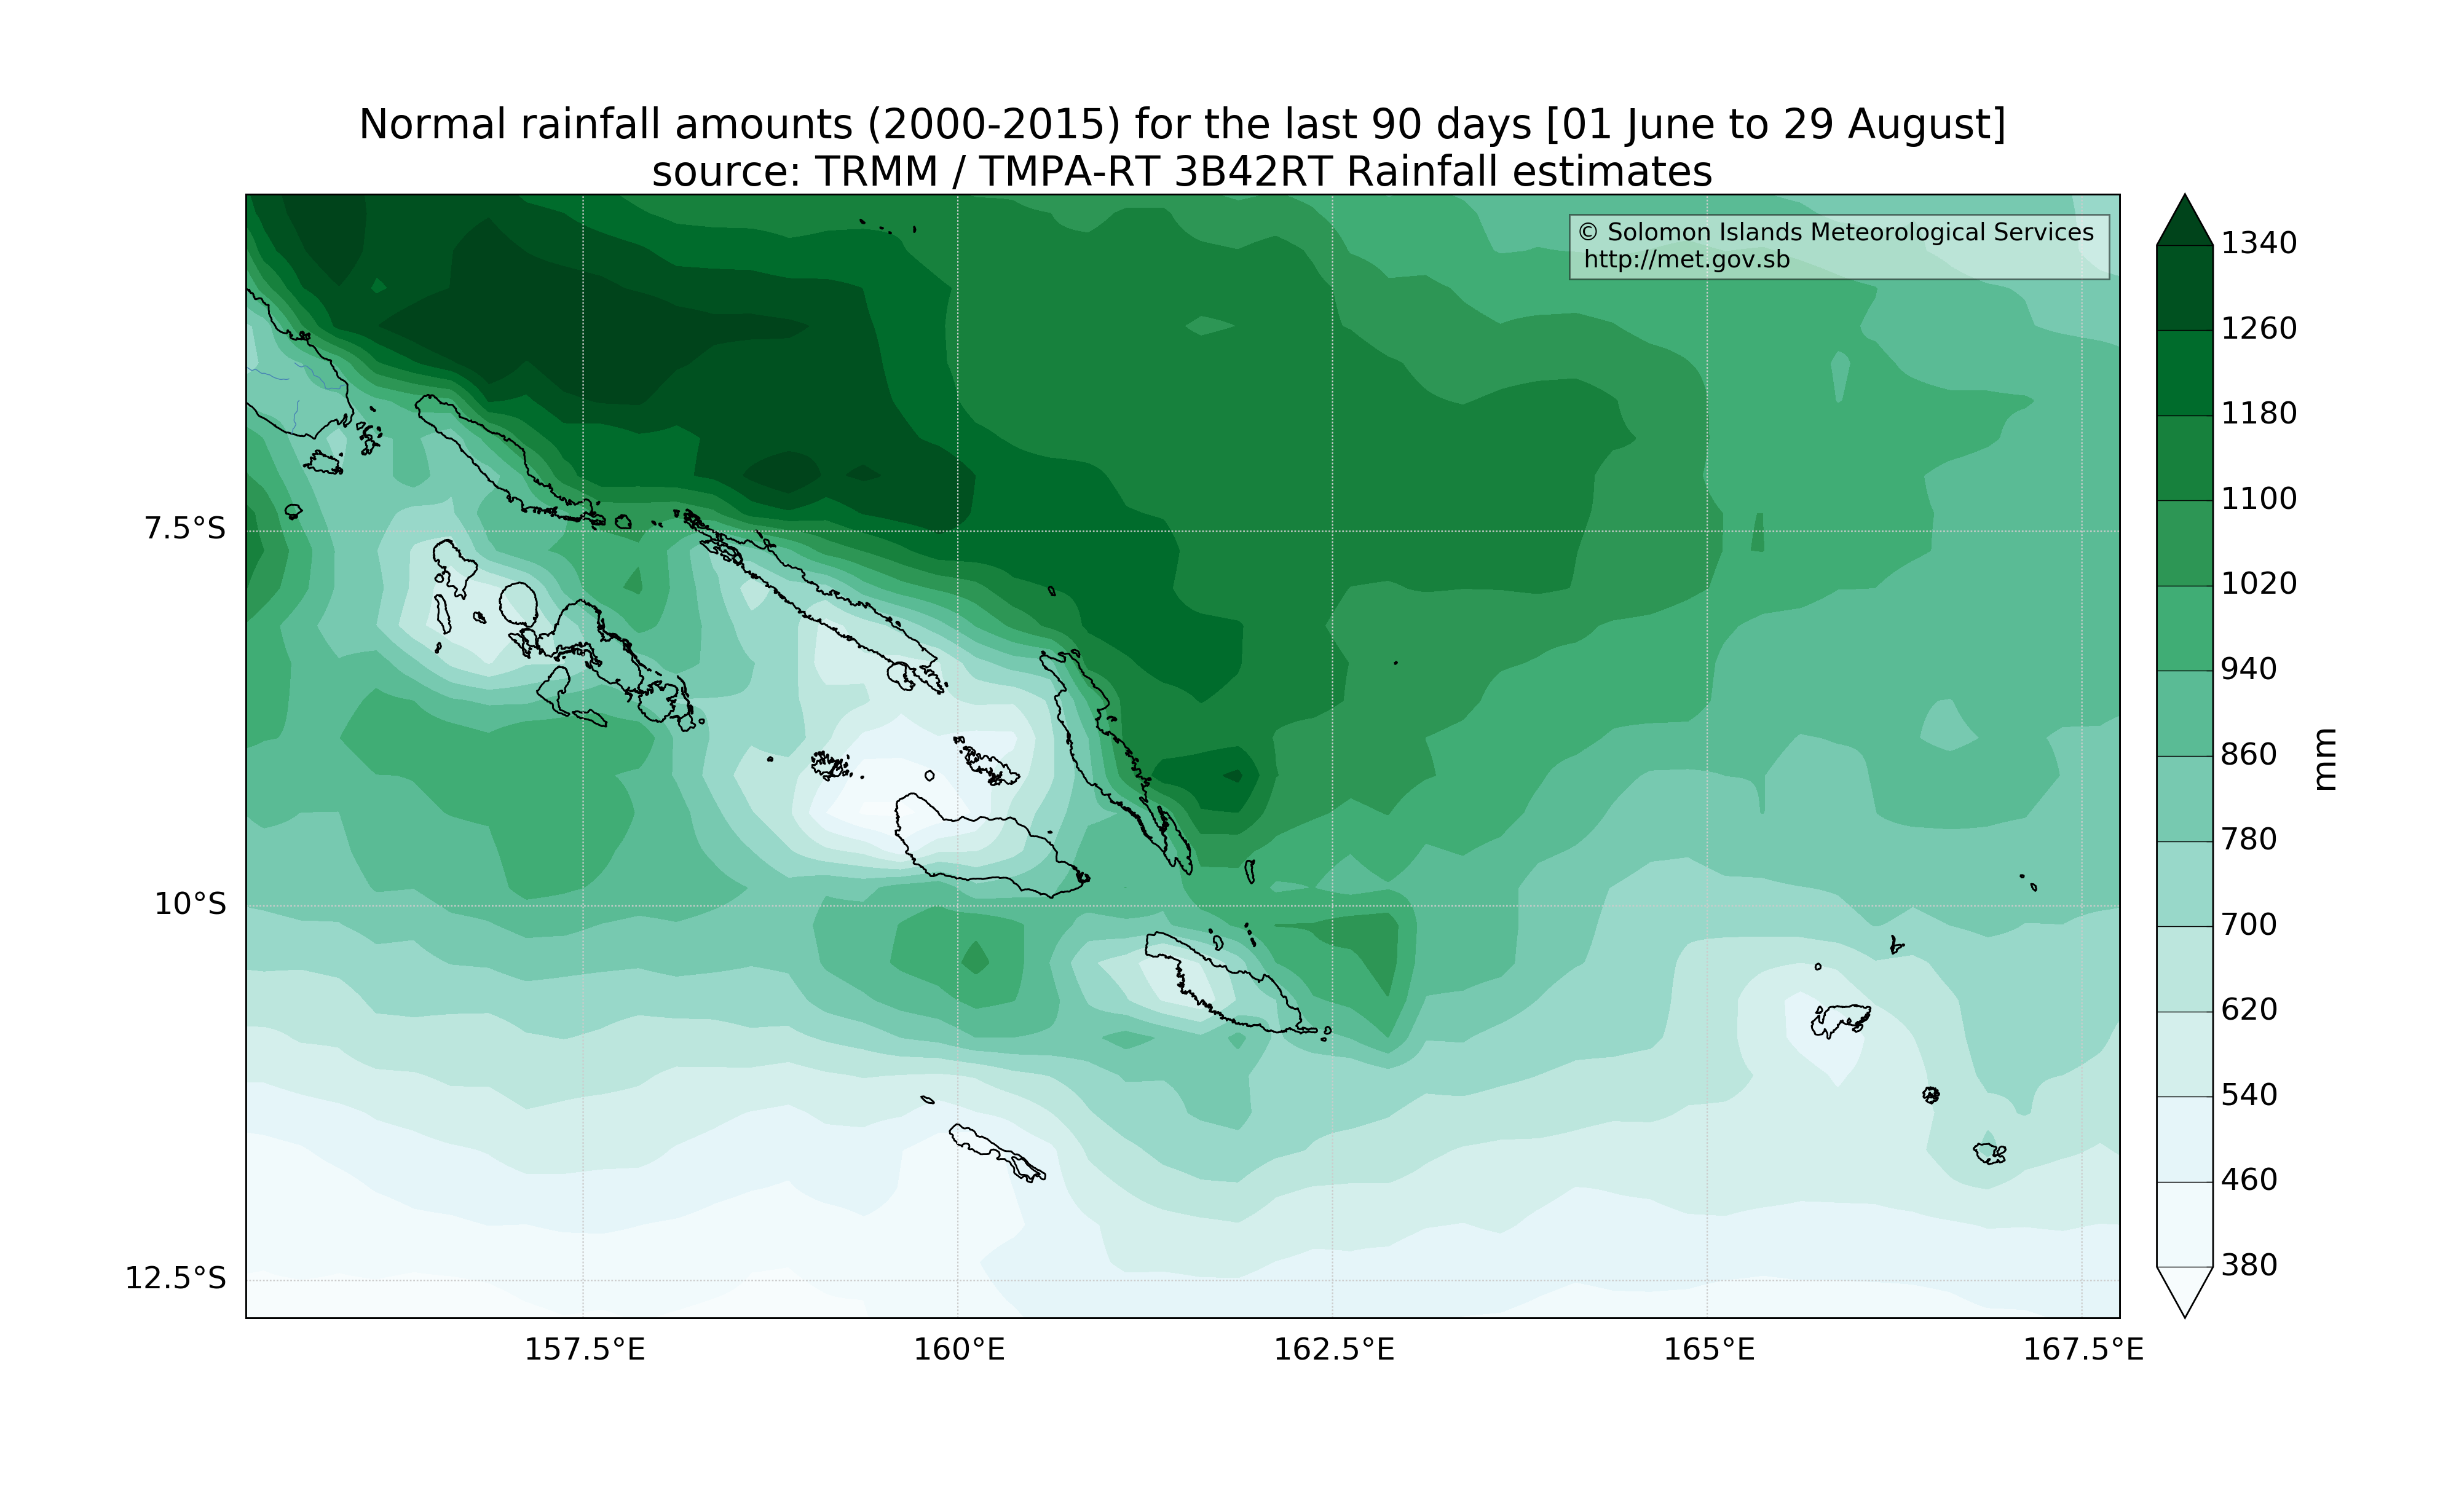 Normal rainfall amounts (2000-2015) for the last 90 days [01 June to 29 August]
source: TRMM / TMPA-RT 3B42RT Rainfall estimates
© Solomon Islands Meteorological Services
http://met.gov.sb
7.5°S
10°S
12.5°S
157.5°E
160°E
162.5°E
165°E
167.5°E
1340
1260
1180
1100
1020
940
860
780
700
620
540
460
380
mm